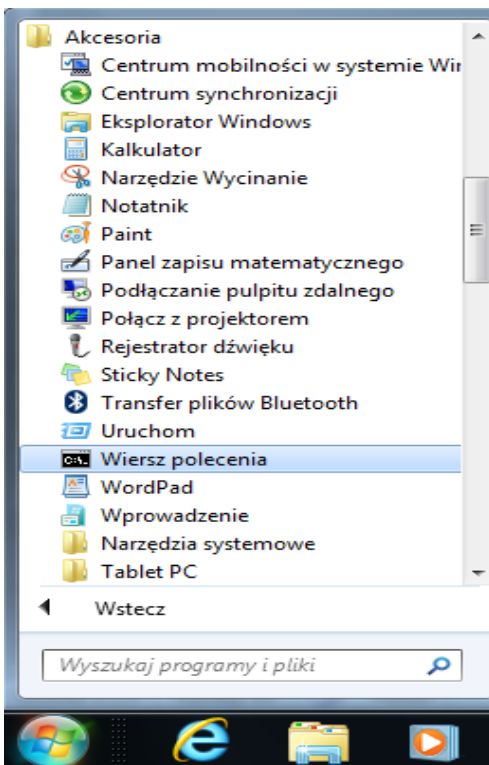 Akcesoria
Centrum mobilności w systemie Wir
Centrum synchronizacji
Eksplorator Windows
Kalkulator
Narzędzie Wycinanie
Notatnik
Paint
Panel zapisu matematycznego
Podłączanie pulpitu zdalnego
Połącz z projektorem
Rejestrator dźwięku
Sticky Notes
Transfer plików Bluetooth
Uruchom
Wiersz polecenia
WordPad
Wprowadzenie
Narzędzia systemowe
Tablet PC
Wstecz
Wyszukaj programy i pliki